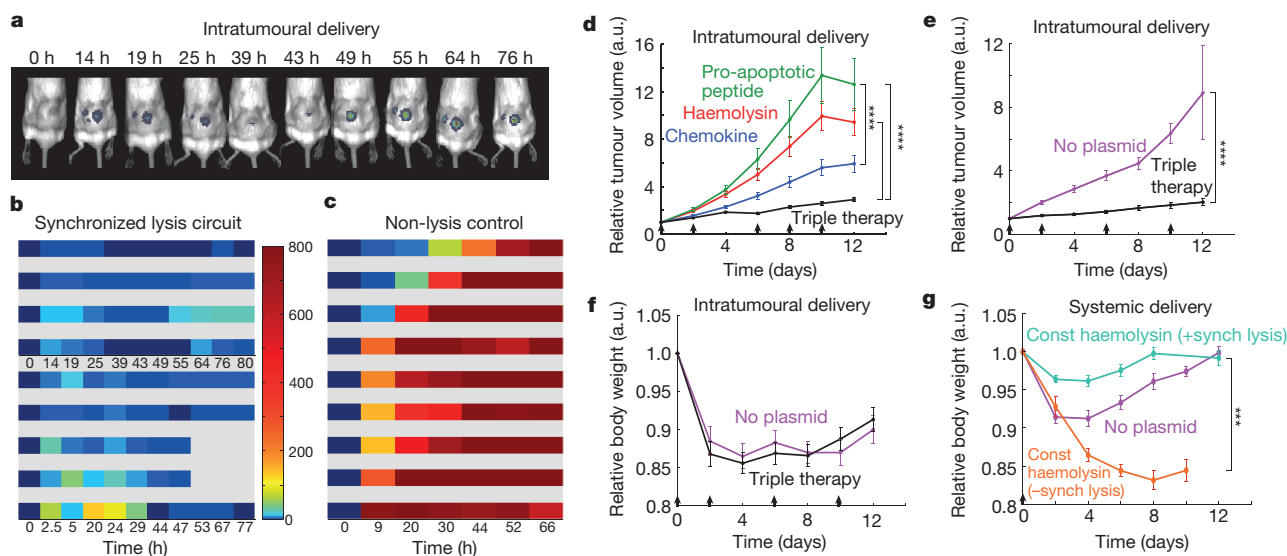 a
Intratumoural delivery
0 h 14 h 19 h 25 h 39 h 43 h 49 h 55 h 64 h 76 h
b
Synchronized lysis circuit
0 14 19 25 39 43 49 55 64 76 80
0 2.5 5 20 24 29 44 47 53 67 77
Time (h)
800
600
400
200
0
c
Non-lysis control
0 9 20 30 44 52 66
Time (h)
d
Intratumoural delivery
Relative tumour volume (a.u.)
16
12
8
4
0
Pro-apoptotic
peptide
Haemolysin
Chemokine
Triple therapy
****
****
0 4 8 12
Time (days)
e
Intratumoural delivery
Relative tumour volume (a.u.)
12
8
4
0
No plasmid
Triple
therapy
****
0 4 8 12
Time (days)
f
Intratumoural delivery
Relative body weight (a.u.)
1.05
1.0
0.95
0.9
0.85
0.8
No plasmid
Triple therapy
0 4 8 12
Time (days)
g
Systemic delivery
Relative body weight (a.u.)
1.05
1.0
0.95
0.9
0.85
0.8
Const haemolysin (+synch lysis)
No plasmid
Const
haemolysin
(–synch lysis)
***
0 4 8 12
Time (days)